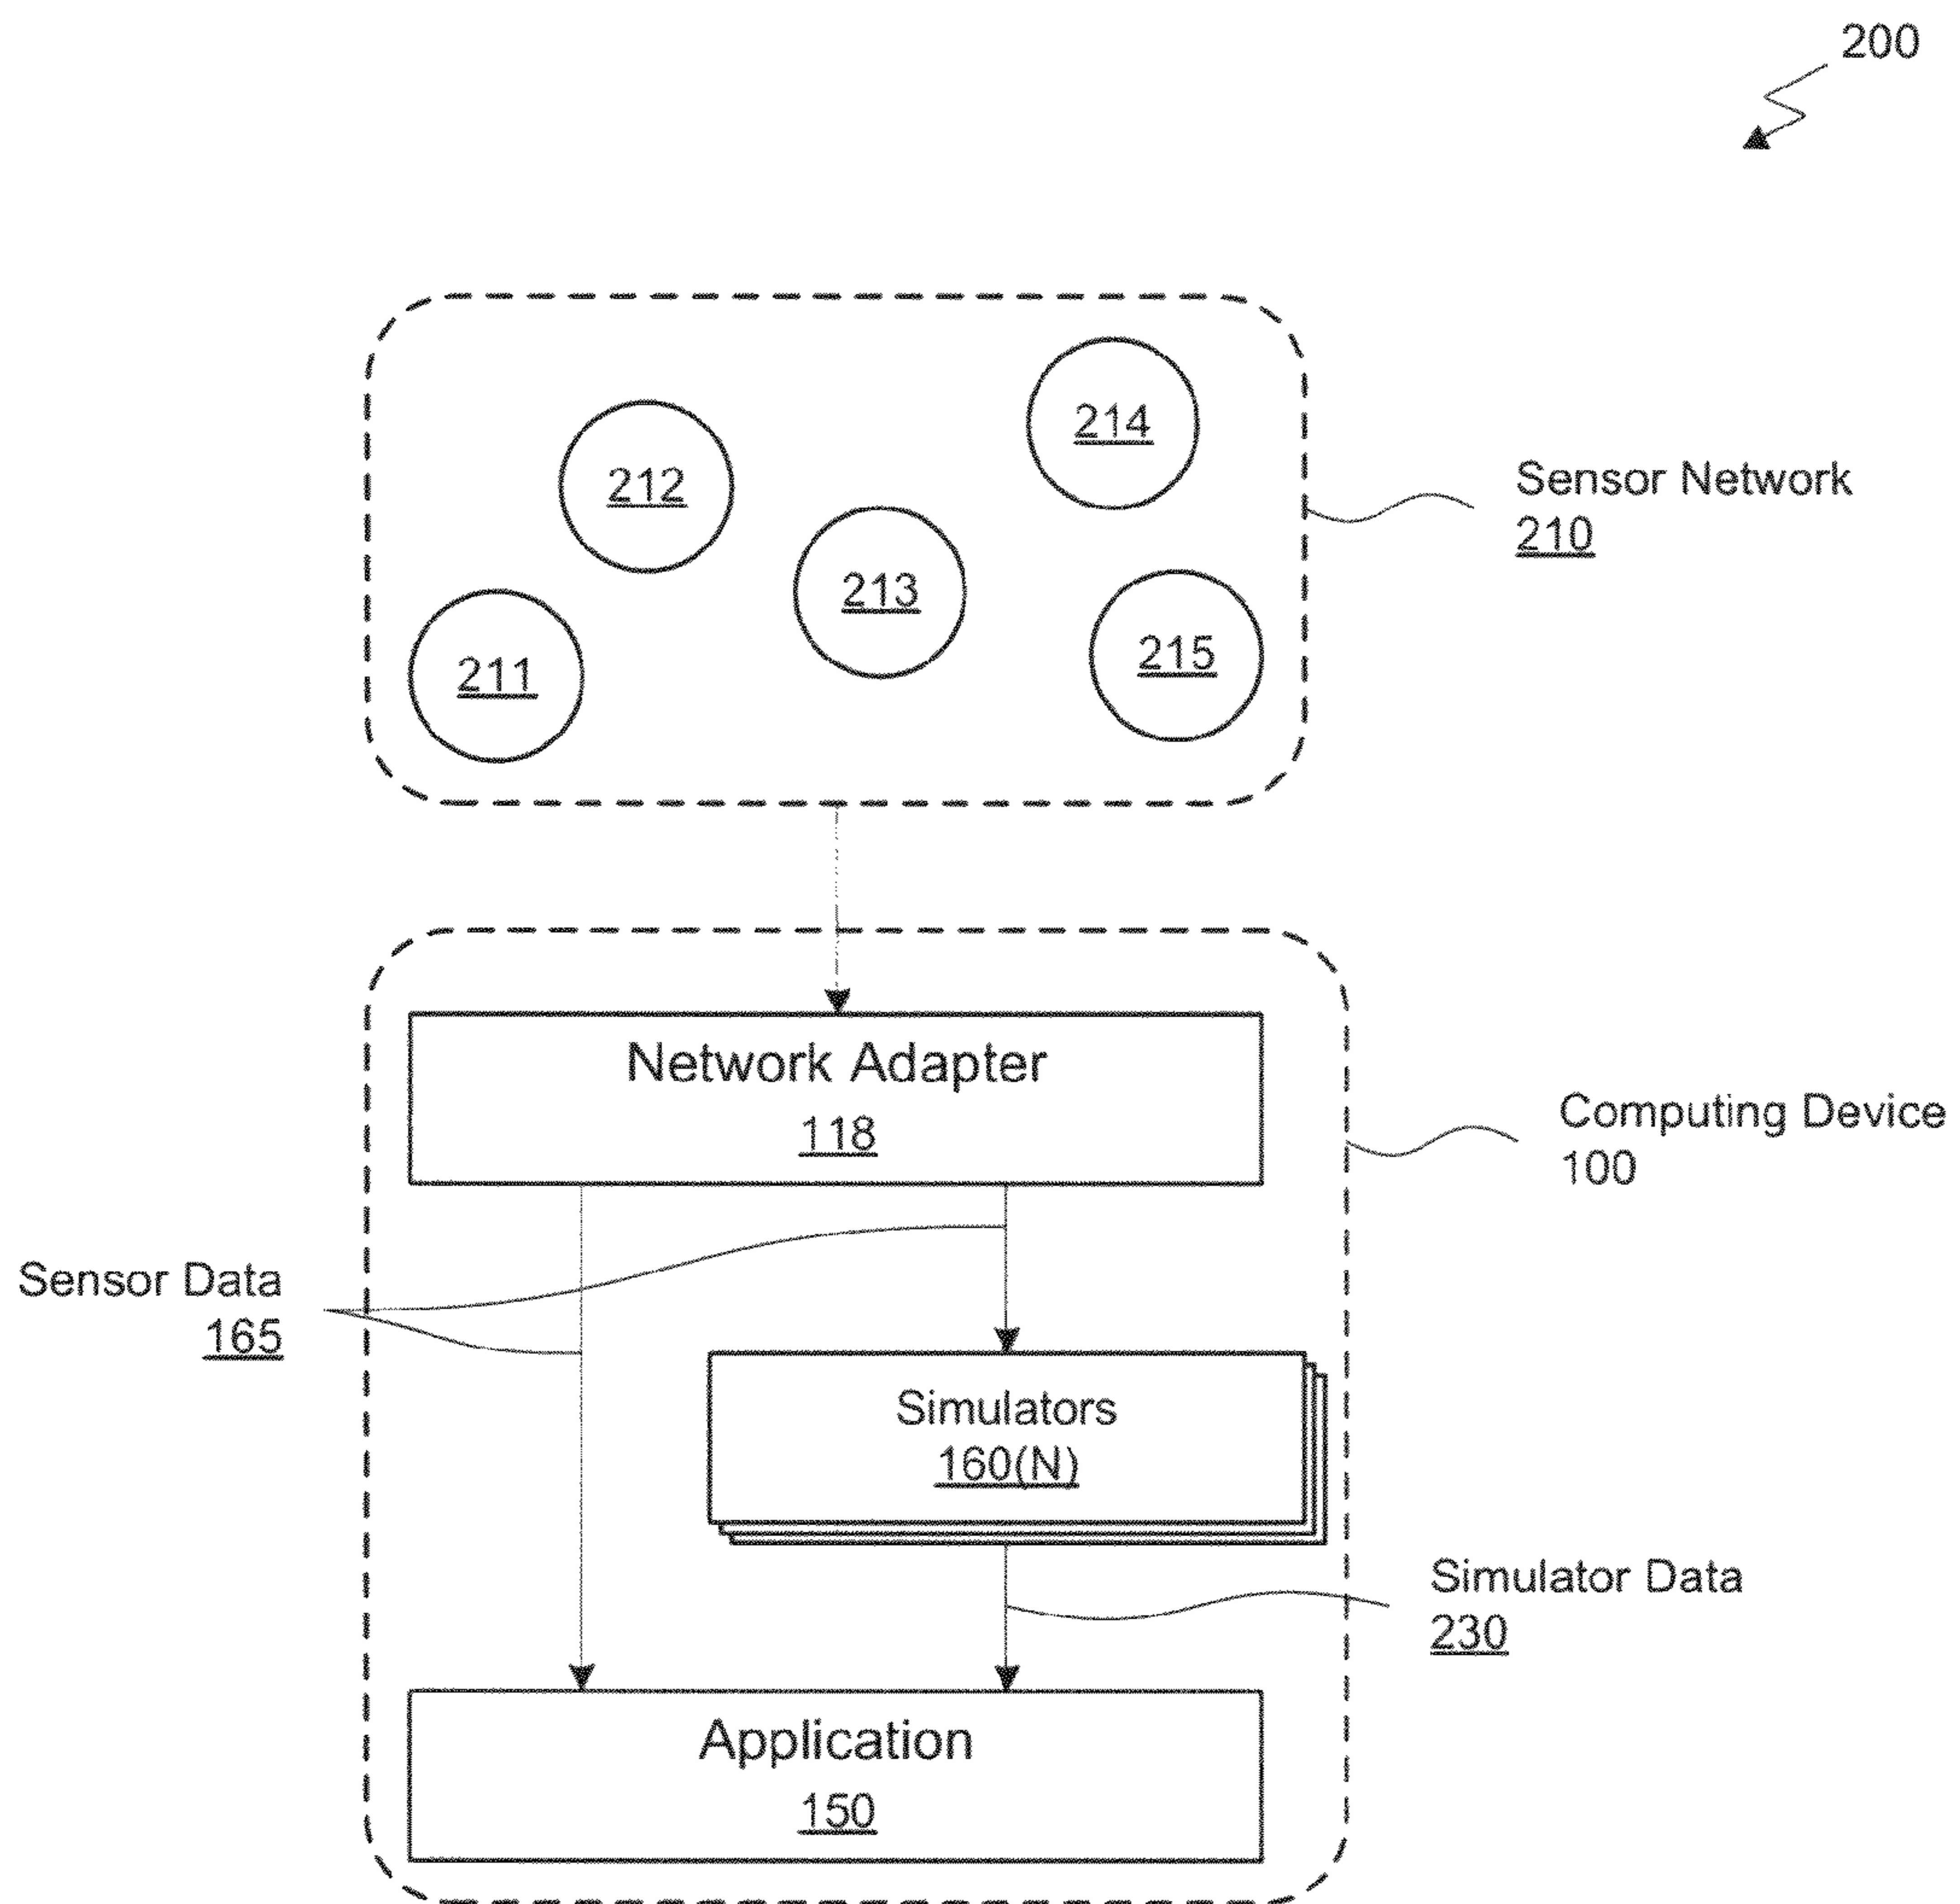 200
214
212
Sensor Network
210
213
215
211
Network Adapter
118
Computing Device
100
Sensor Data
165
Simulators
160(N)
Simulator Data
230
Application
150